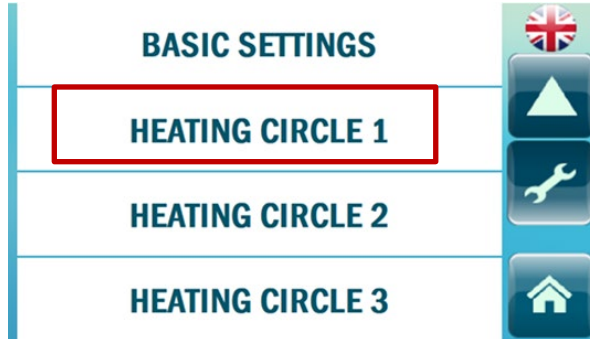 BASIC SETTINGS
HEATING CIRCLE 1
HEATING CIRCLE 2
HEATING CIRCLE 3